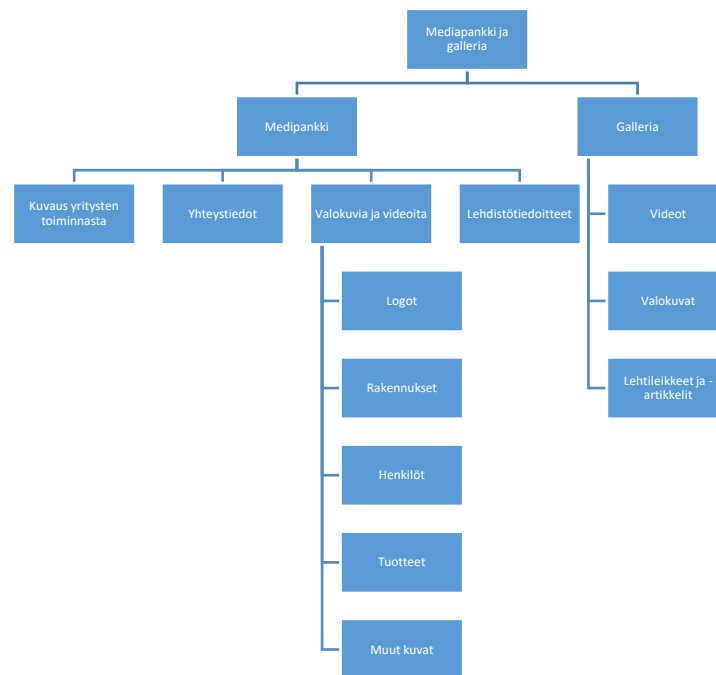 Mediapankki ja
galleria
Medipankki
Galleria
Kuvaus yritysten
toiminnasta
Yhteystiedot
Valokuvia ja videoita
Lehdistötiedoitteet
Videot
Logot
Valokuvat
Rakennukset
Lehtileikkeet ja -
artikkelit
Henkilöt
Tuotteet
Muut kuvat